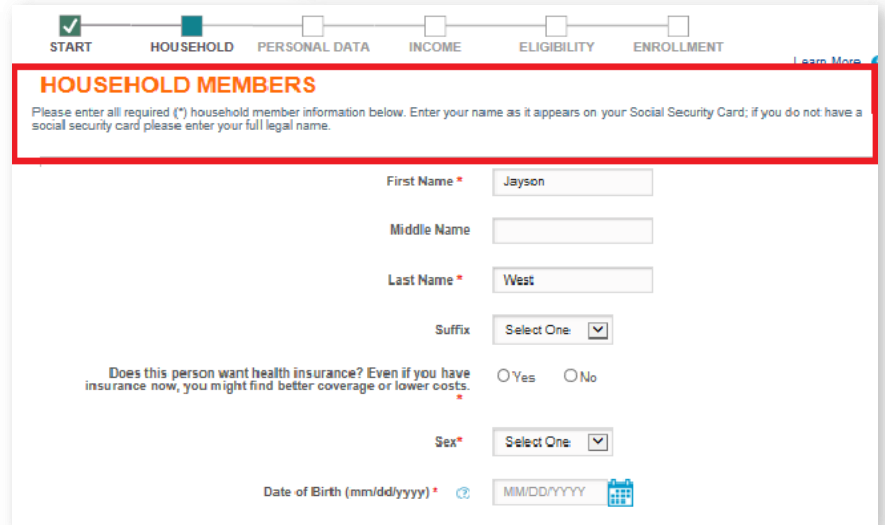 START HOUSEHOLD PERSONAL DATA INCOME ELIGIBILITY ENROLLMENT
Learn More
HOUSEHOLD MEMBERS
Please enter all required (*) household member information below. Enter your name as it appears on your Social Security Card; if you do not have a
social security card please enter your full legal name.
First Name * Jayson
Middle Name
Last Name * West
Suffix Select One
Does this person want health insurance? Even if you have
insurance now, you might find better coverage or lower costs. Yes No
*
Sex* Select One
Date of Birth (mm/dd/yyyy) * ? MM/DD/YYYY